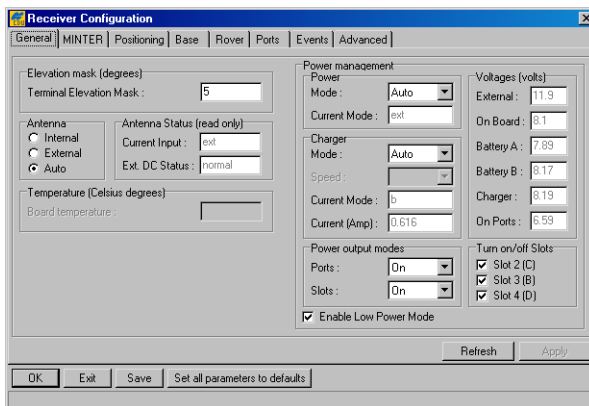 Receiver Configuration
General MINTER Positioning Base Rover Ports Events Advanced
Elevation mask (degrees)
Terminal Elevation Mask : 5
Antenna
Internal
External
Auto
Antenna Status (read only)
Current Input : ext
Ext. DC Status : normal
Temperature (Celsius degrees)
Board temperature :
Power management
Power
Mode : Auto
Current Mode : ext
Charger
Mode : Auto
Speed :
Current Mode : b
Current (Amp) : 0.616
Power output modes
Ports : On
Slots : On
Enable Low Power Mode
Voltages (volts)
External : 11.9
On Board : 8.1
Battery A : 7.89
Battery B : 8.17
Charger : 8.19
On Ports : 6.59
Turn on/off Slots
Slot 2 (C)
Slot 3 (B)
Slot 4 (D)
Refresh Apply
OK Exit Save Set all parameters to defaults